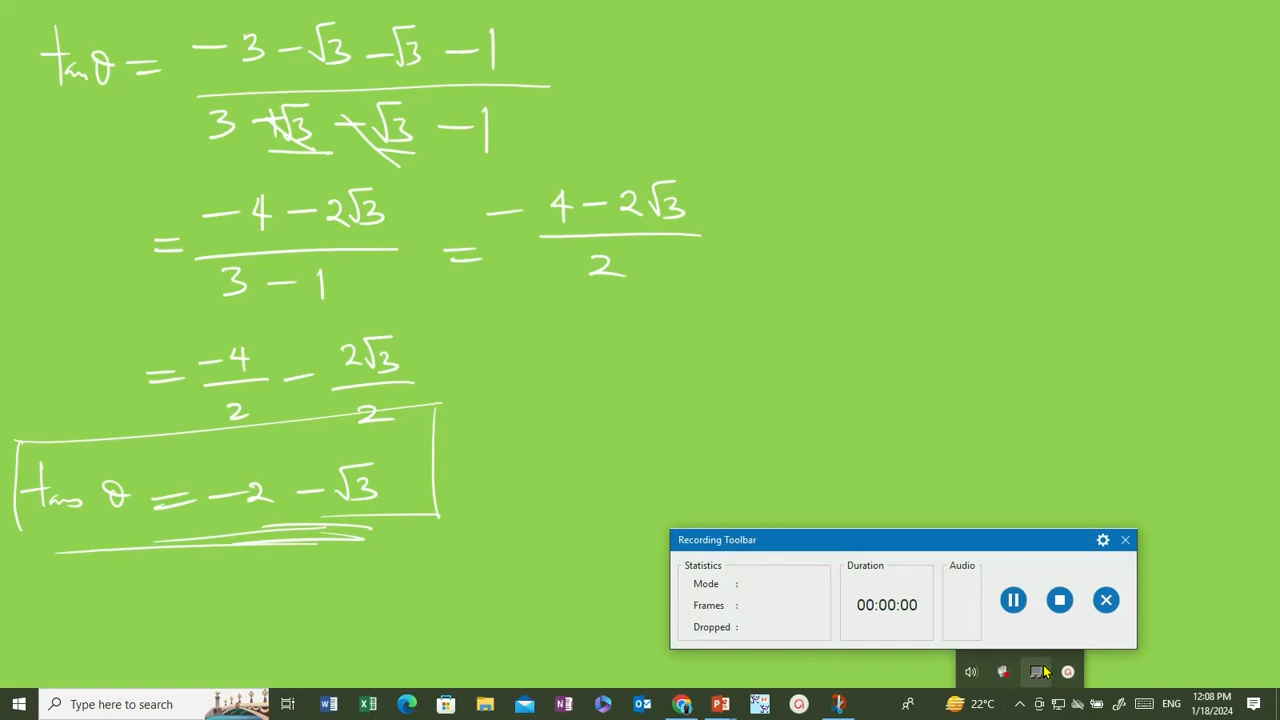 tanθ = −3 −√3 −√3 −1
3 −√3 −√3 −1
= −4 −2√3 = − 4 −2√3
3 − 1 2
= −4 − 2√3
2 2
tan θ = −2 −√3
Recording Toolbar
Statistics Duration Audio
Mode :
Frames : 00:00:00
Dropped :
Type here to search
22°C
ENG
12:08 PM
1/18/2024